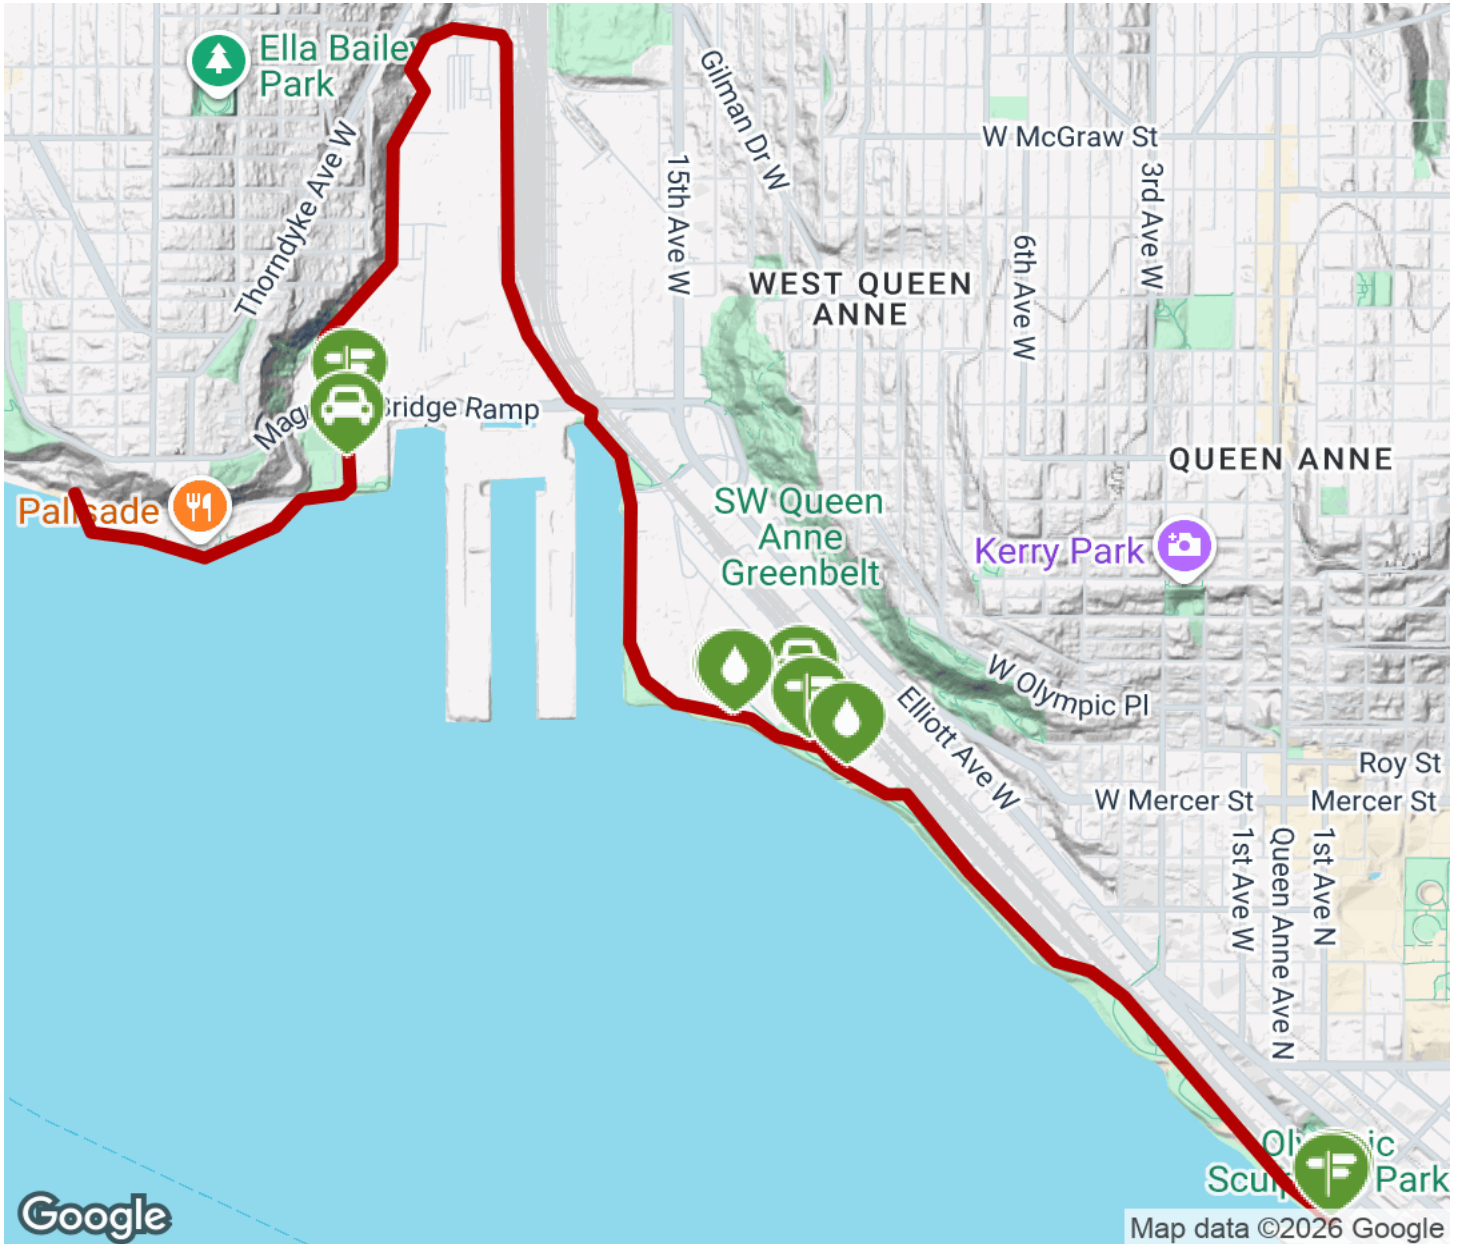 Ella Bailey
Park
Thorndyke Ave W
15th Ave W
Gilman Dr W
W McGraw St
3rd Ave W
6th Ave W
WEST QUEEN
ANNE
Bridge Ramp
QUEEN ANNE
Palisade
SW Queen
Anne
Greenbelt
Kerry Park
W Olympic Pl
Elliott Ave W
Roy St
W Mercer St
Mercer St
1st Ave W
Queen Anne Ave N
1st Ave N
Park
Google
Map data ©2026 Google